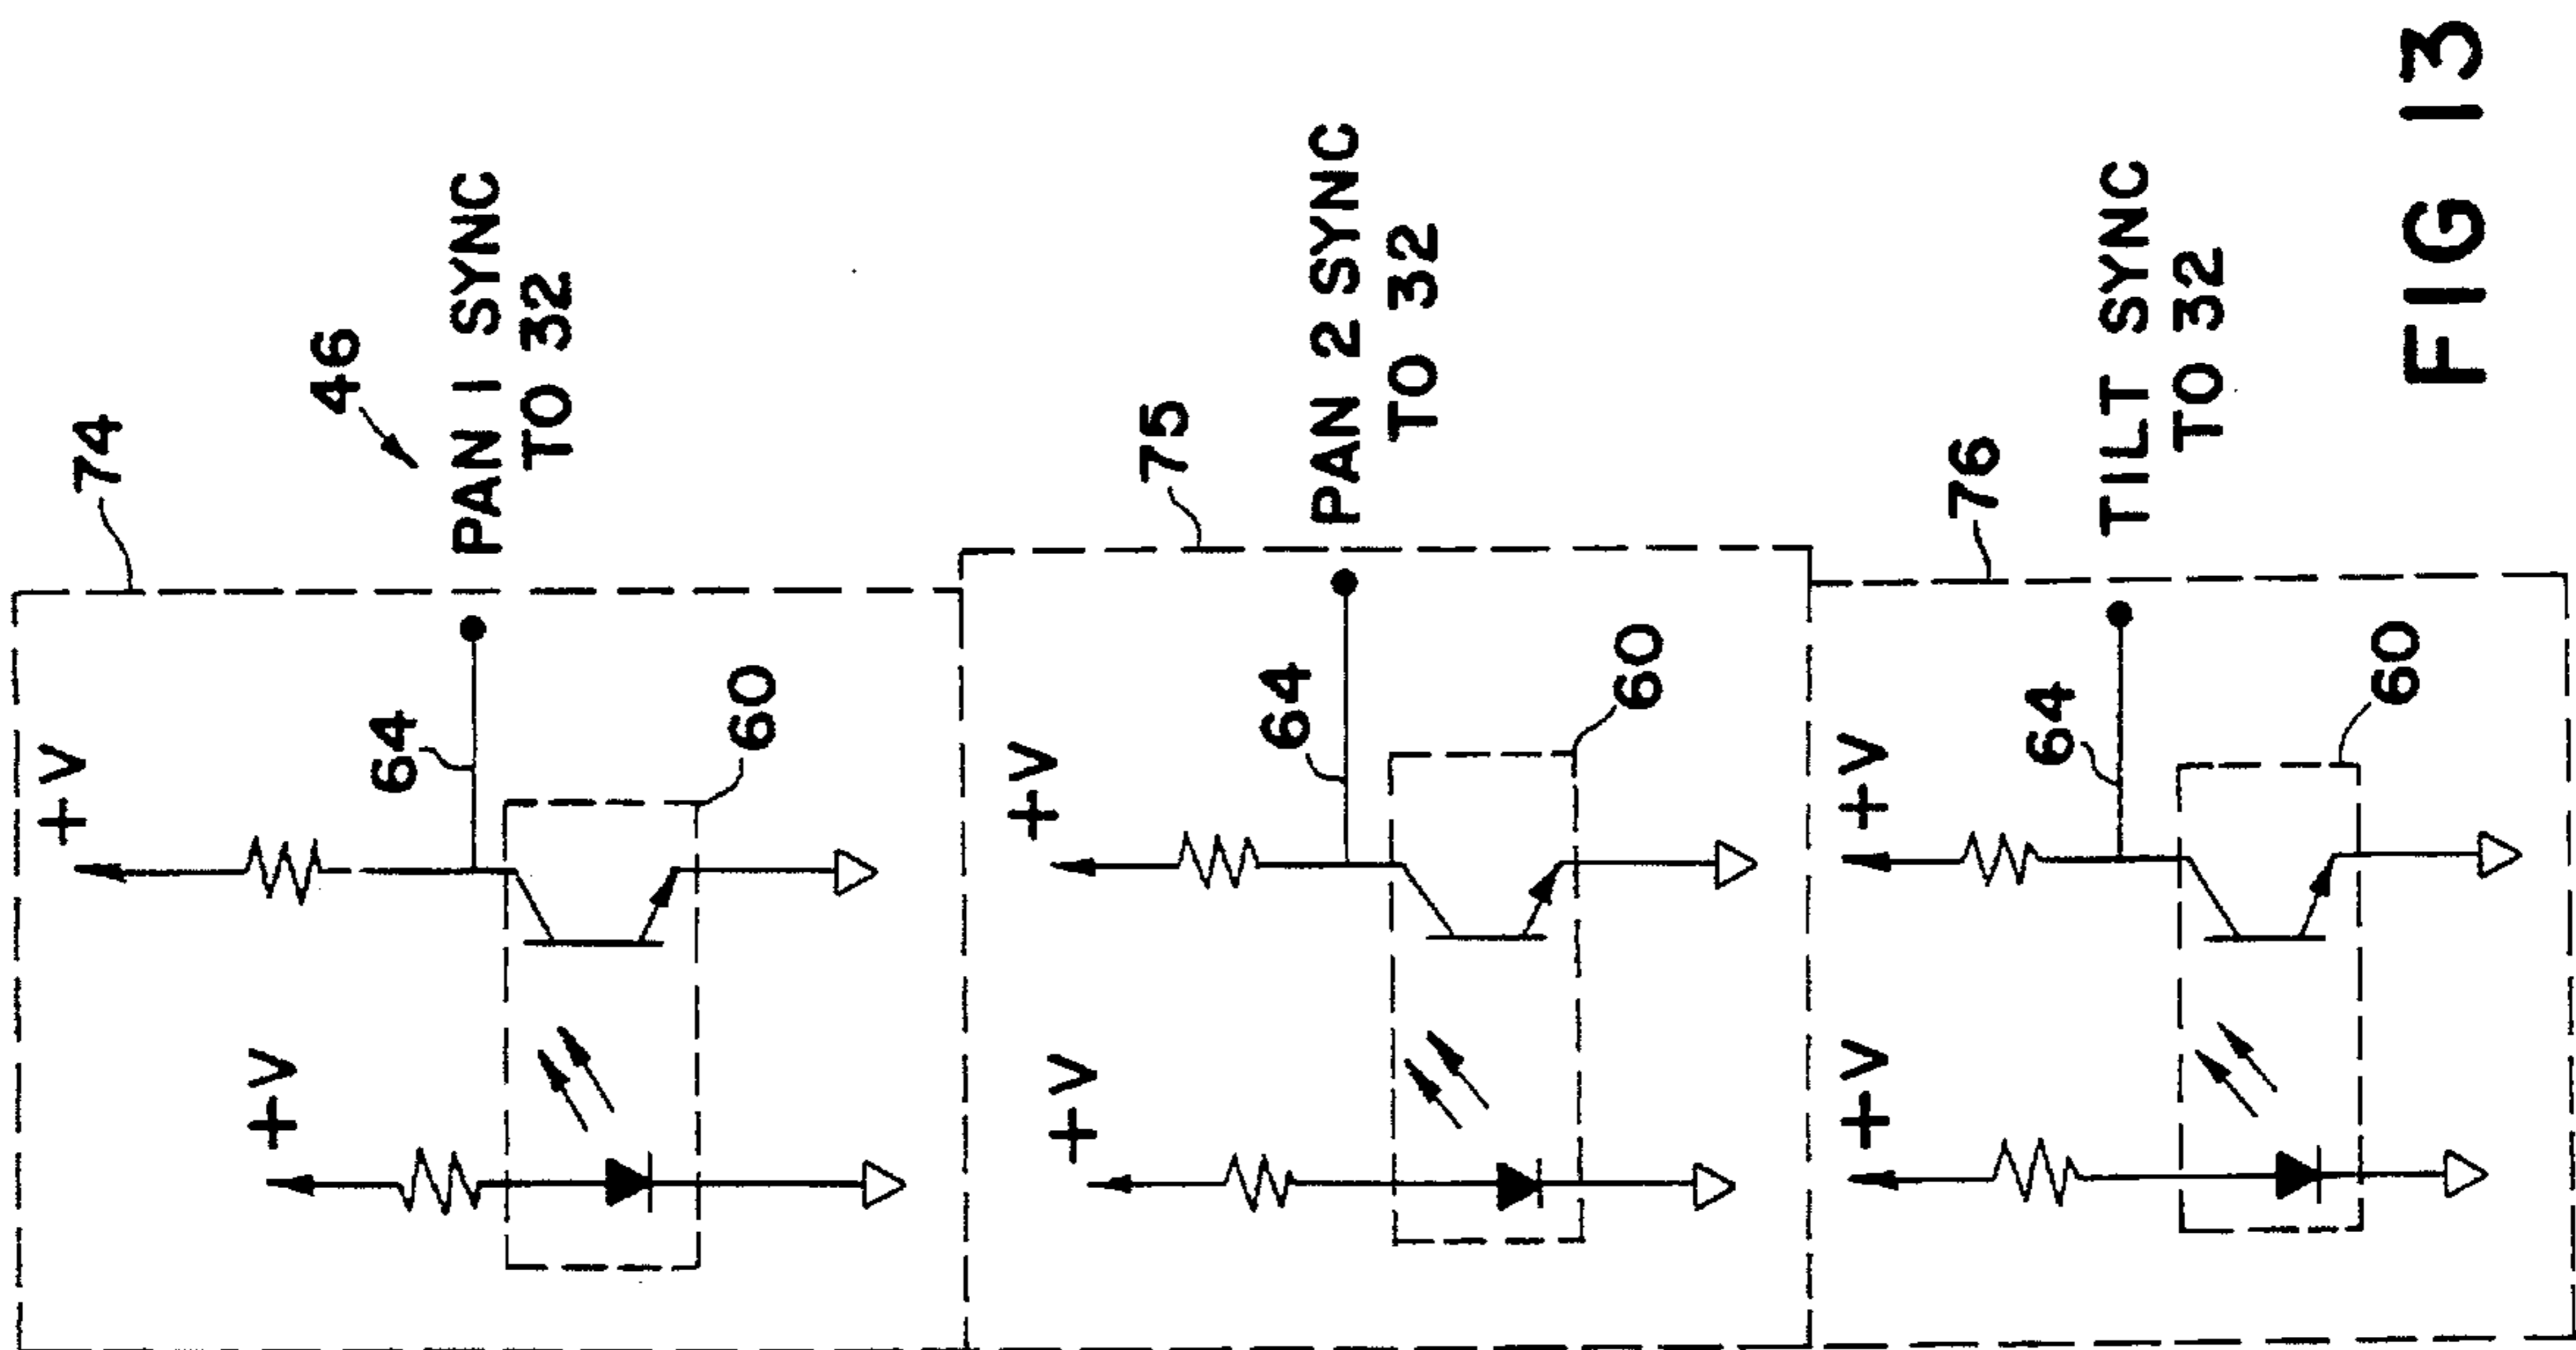 74
46
+V
+V
64
60
PAN 1 SYNC
TO 32
75
+V
+V
64
60
PAN 2 SYNC
TO 32
76
+V
+V
64
60
TILT SYNC
TO 32
FIG 13